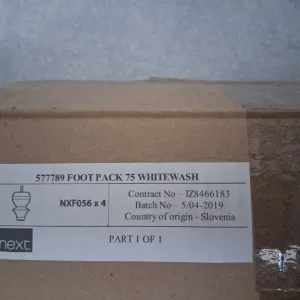 577789 FOOT PACK 75 WHITEWASH
NXF056 x 4
Contract No – IZ8466183
Batch No – 5/04-2019
Country of origin - Slovenia
next
PART 1 OF 1